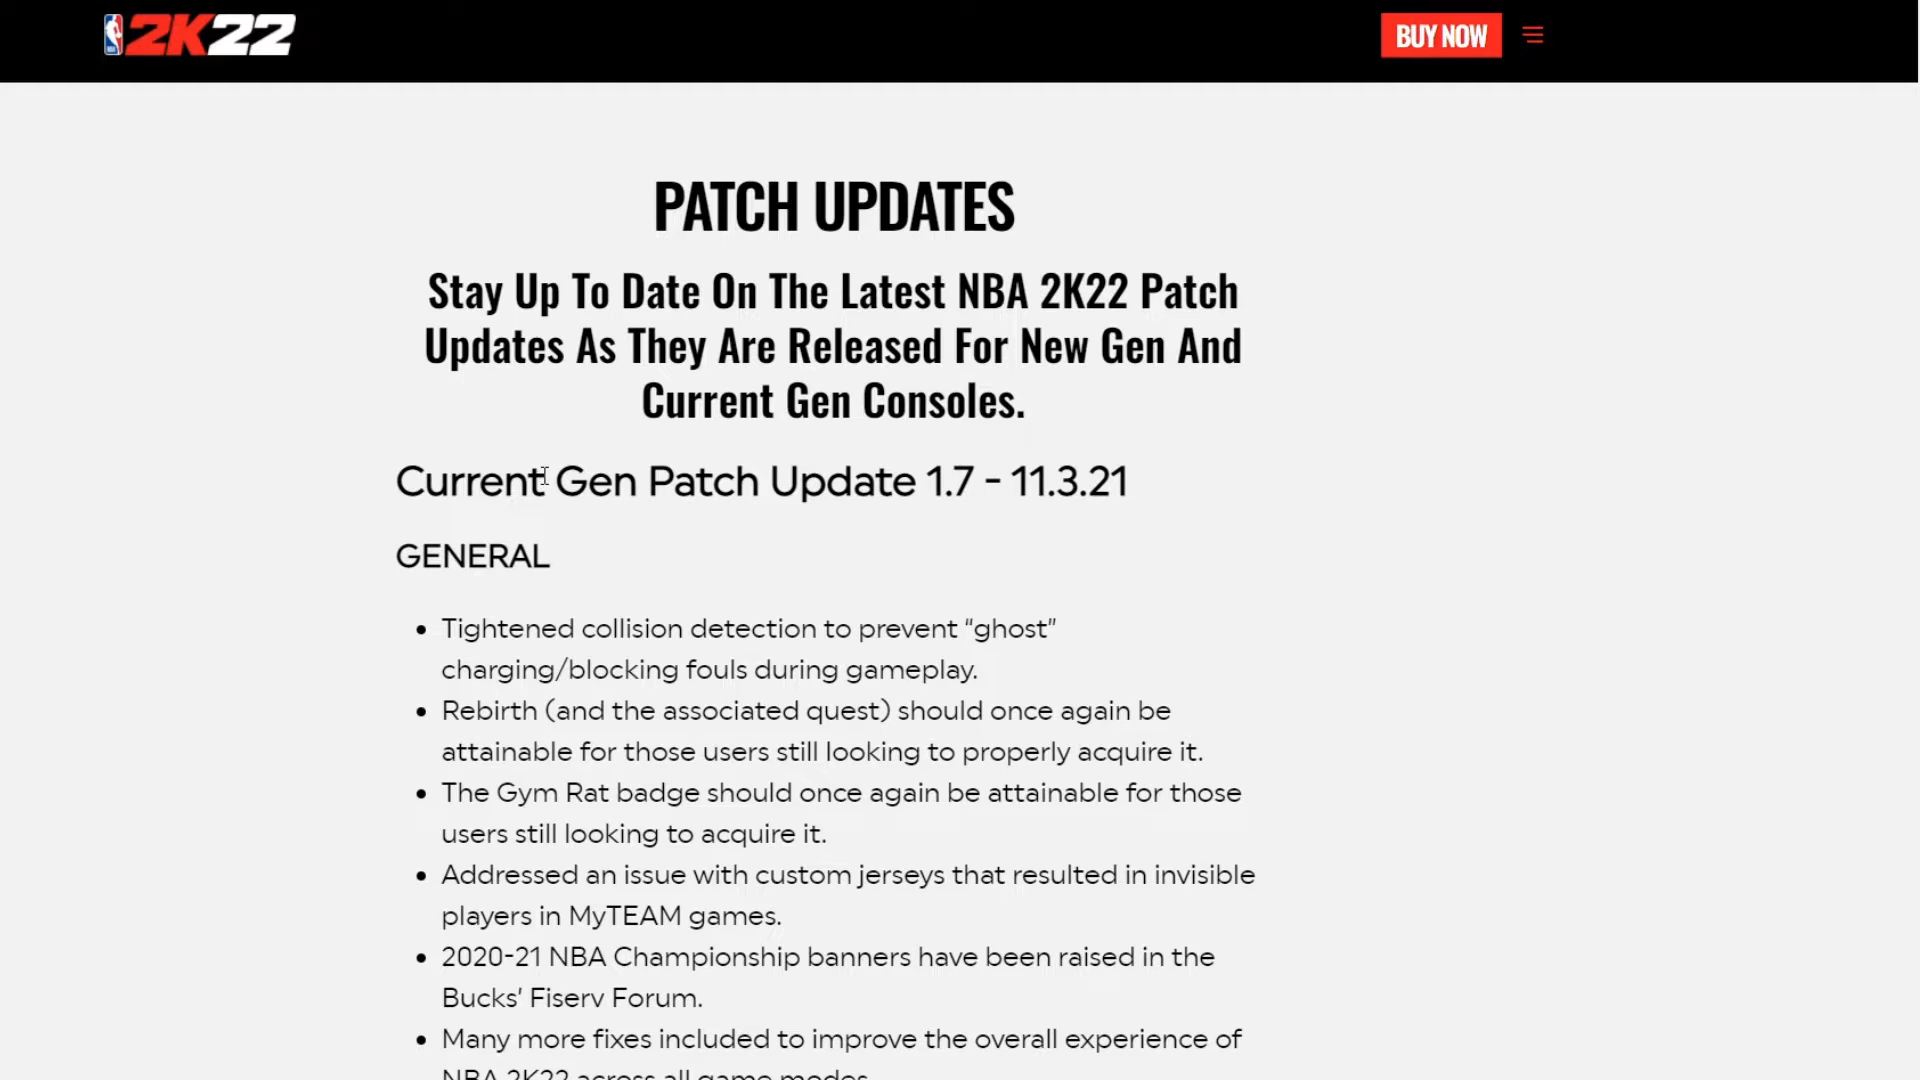 2K22
BUY NOW
PATCH UPDATES
Stay Up To Date On The Latest NBA 2K22 Patch
Updates As They Are Released For New Gen And
Current Gen Consoles.
Current Gen Patch Update 1.7 - 11.3.21
GENERAL
• Tightened collision detection to prevent “ghost”
charging/blocking fouls during gameplay.
• Rebirth (and the associated quest) should once again be
attainable for those users still looking to properly acquire it.
• The Gym Rat badge should once again be attainable for those
users still looking to acquire it.
• Addressed an issue with custom jerseys that resulted in invisible
players in MyTEAM games.
• 2020-21 NBA Championship banners have been raised in the
Bucks’ Fiserv Forum.
• Many more fixes included to improve the overall experience of
NBA 2K22 across all game modes.